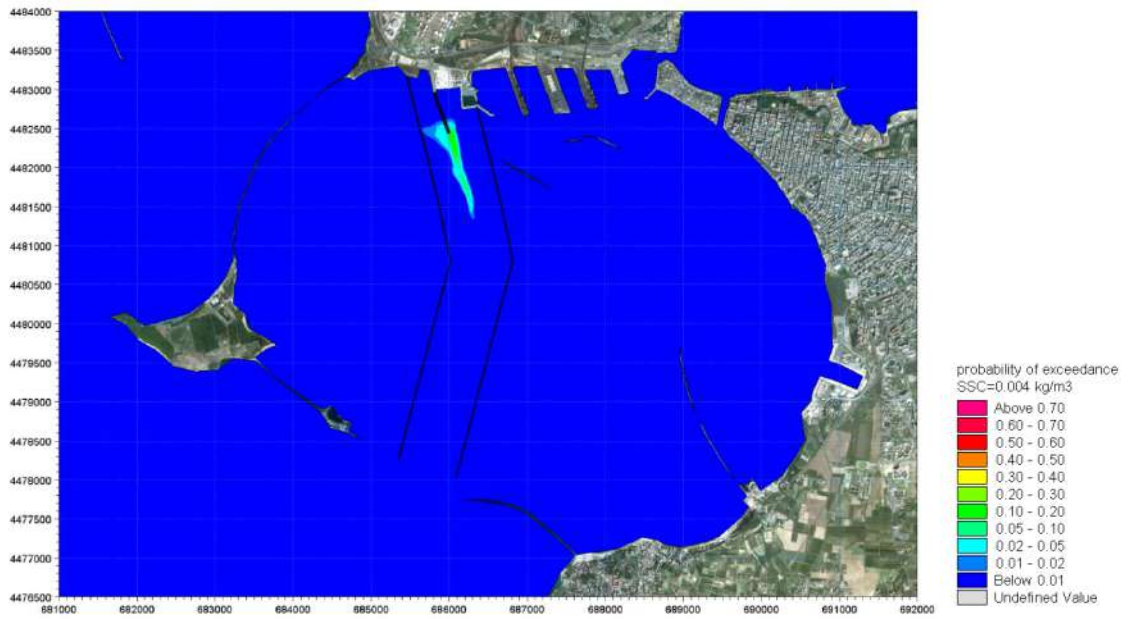 4484000
4483500
4483000
4482500
4482000
4481500
4481000
4480500
4480000
4479500
4479000
4478500
4478000
4477500
4477000
4476500
681000 682000 683000 684000 685000 686000 687000 688000 689000 690000 691000 692000
probability of exceedance
SSC=0.004 kg/m3
Above 0.70
0.60 - 0.70
0.50 - 0.60
0.40 - 0.50
0.30 - 0.40
0.20 - 0.30
0.10 - 0.20
0.05 - 0.10
0.02 - 0.05
0.01 - 0.02
Below 0.01
Undefined Value